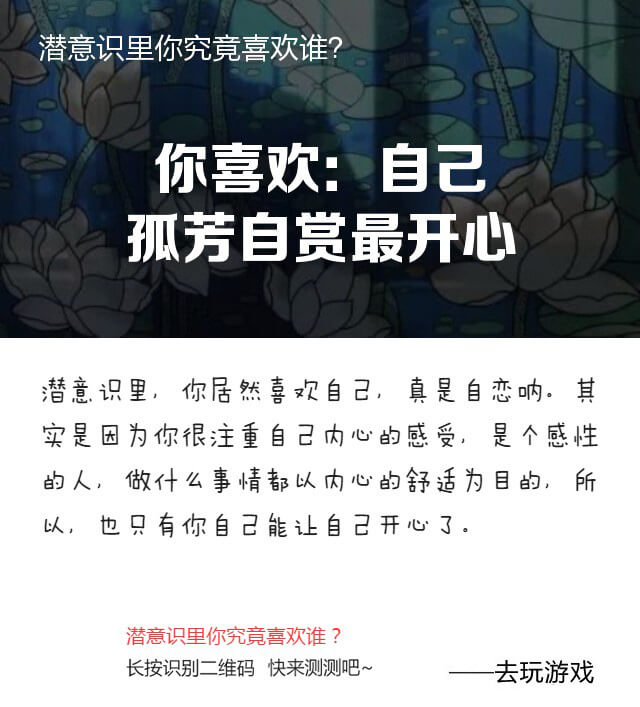 潜意识里你究竟喜欢谁?
你喜欢：自己
孤芳自赏最开心
潜意识里，你居然喜欢自己，真是自恋呐。其
实是因为你很注重自己内心的感受，是个感性
的人，做什么事情都以内心的舒适为目的，所
以，也只有你自己能让自己开心了。
潜意识里你究竟喜欢谁？
长按识别二维码 快来测测吧~
——去玩游戏